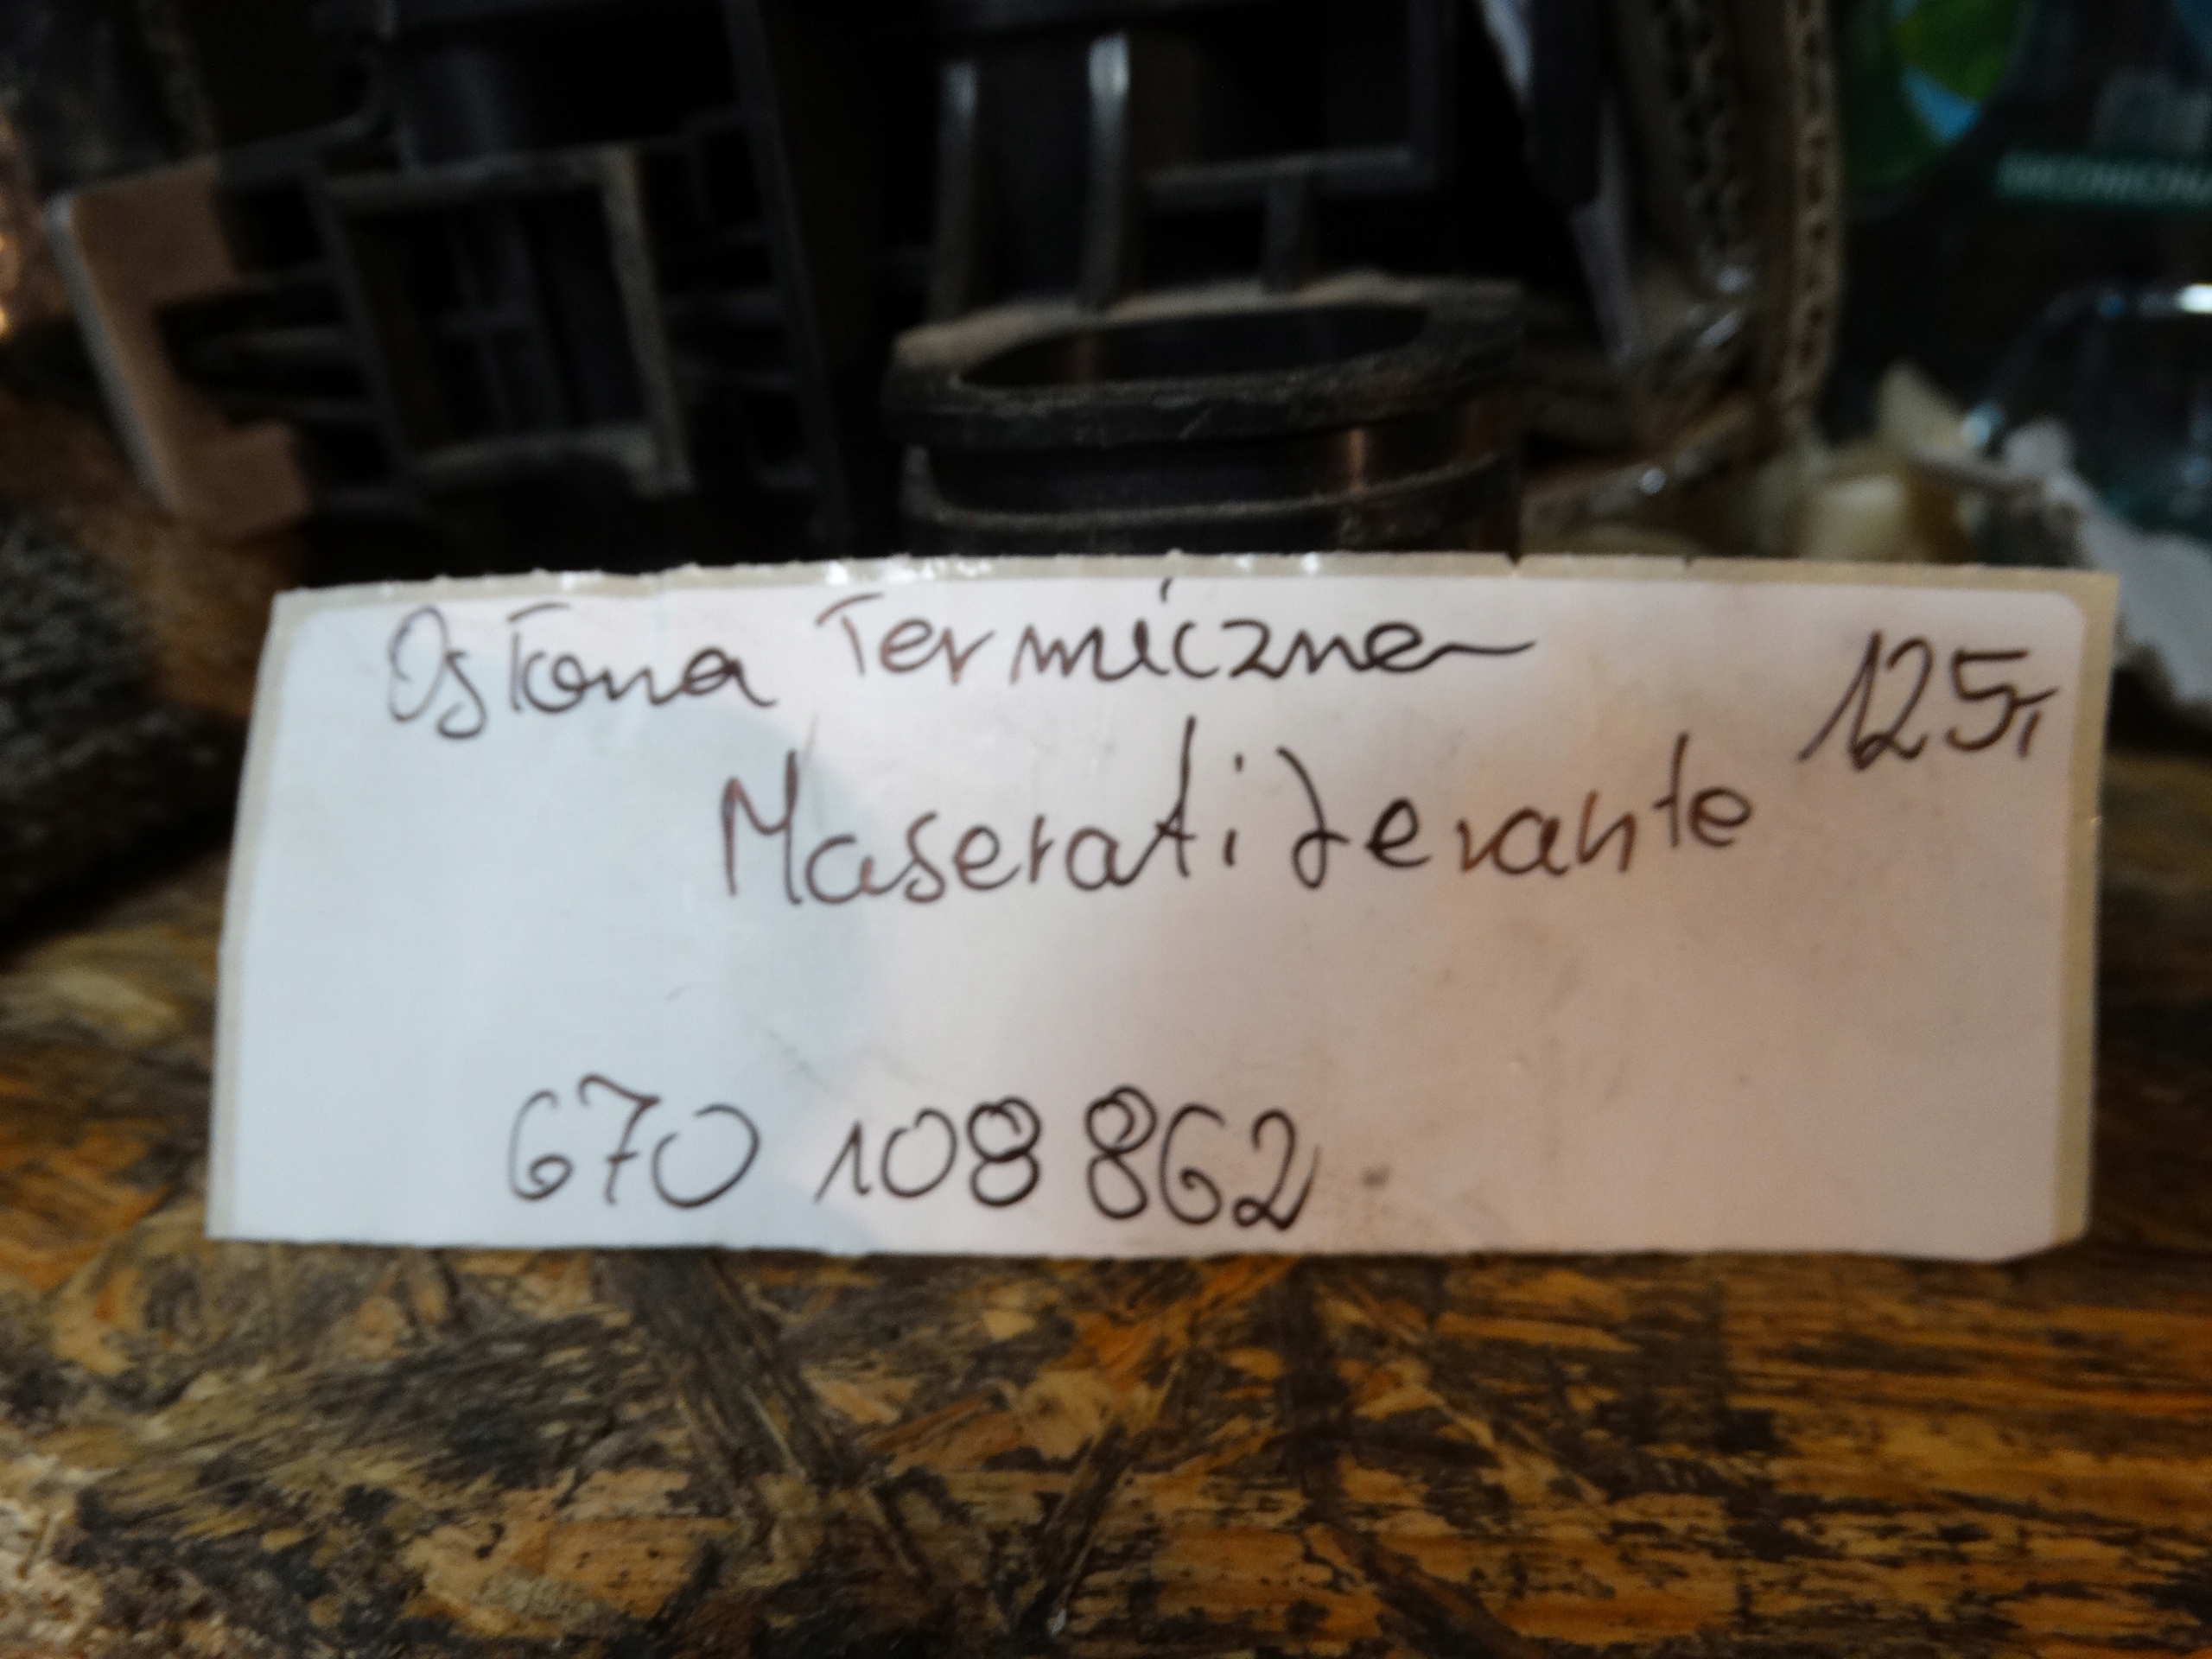 Osłona Termiczna 125,-
Maserati Levante
670 108 862